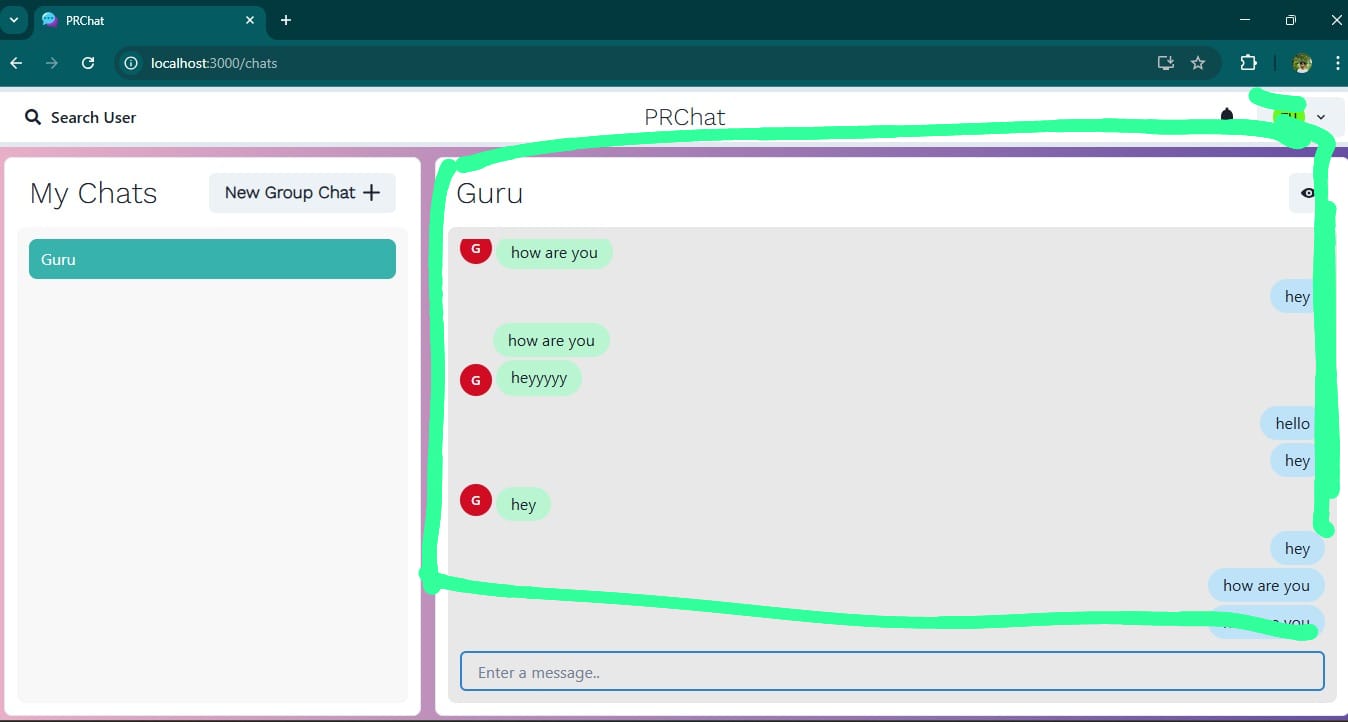 PRChat
localhost:3000/chats
Search User
PRChat
My Chats
New Group Chat +
Guru
Guru
G
how are you
hey
how are you
G
heyyyyy
hello
hey
G
hey
hey
how are you
you
Enter a message..